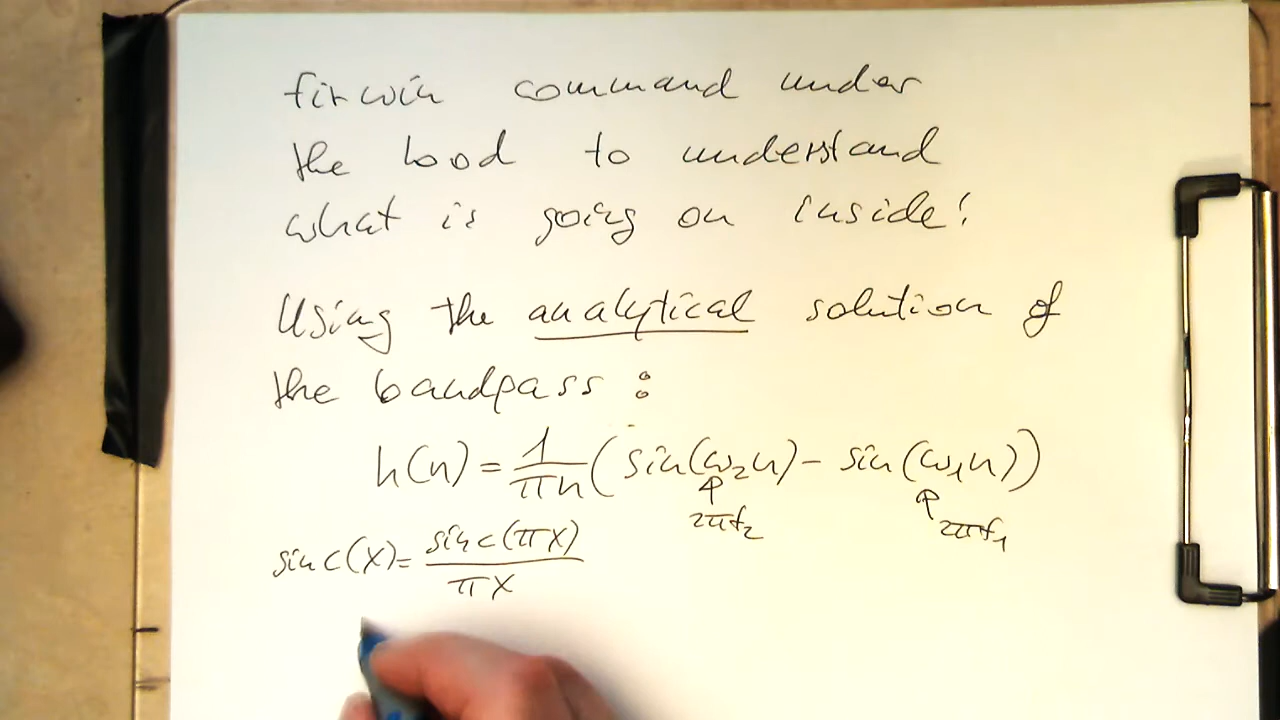 firwin command under
the hood to understand
what is going on inside!
Using the analytical solution of
the bandpass:
h(n) = 1/(πn) (sin(ω₂n) - sin(ω₁n))
↑ 2πf₂ ↑ 2πf₁
sinc(x) = sinc(πx)/(πx)